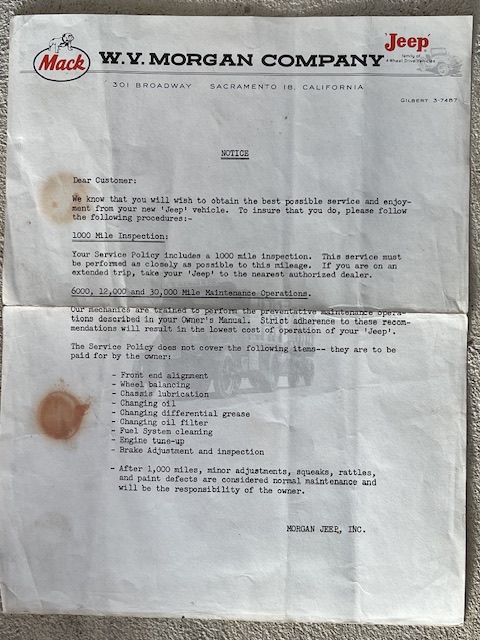 Mack
W.V. MORGAN COMPANY
'Jeep'
family of
4 Wheel Drive Vehicles
301 BROADWAY SACRAMENTO 18, CALIFORNIA
GILBERT 3-7467
NOTICE
Dear Customer:
We know that you will wish to obtain the best possible service and enjoy-
ment from your new 'Jeep' vehicle. To insure that you do, please follow
the following procedures:-
1000 Mile Inspection:
Your Service Policy includes a 1000 mile inspection. This service must
be performed as closely as possible to this mileage. If you are on an
extended trip, take your 'Jeep' to the nearest authorized dealer.
6000, 12,000 and 30,000 Mile Maintenance Operations.
Our mechanics are trained to perform the preventative maintenance opera-
tions described in your Owner's Manual. Strict adherence to these recom-
mendations will result in the lowest cost of operation of your 'Jeep'.
The Service Policy does not cover the following items-- they are to be
paid for by the owner:
- Front end alignment
- Wheel balancing
- Chassis lubrication
- Changing oil
- Changing differential grease
- Changing oil filter
- Fuel System cleaning
- Engine tune-up
- Brake Adjustment and inspection
- After 1,000 miles, minor adjustments, squeaks, rattles,
and paint defects are considered normal maintenance and
will be the responsibility of the owner.
MORGAN JEEP, INC.